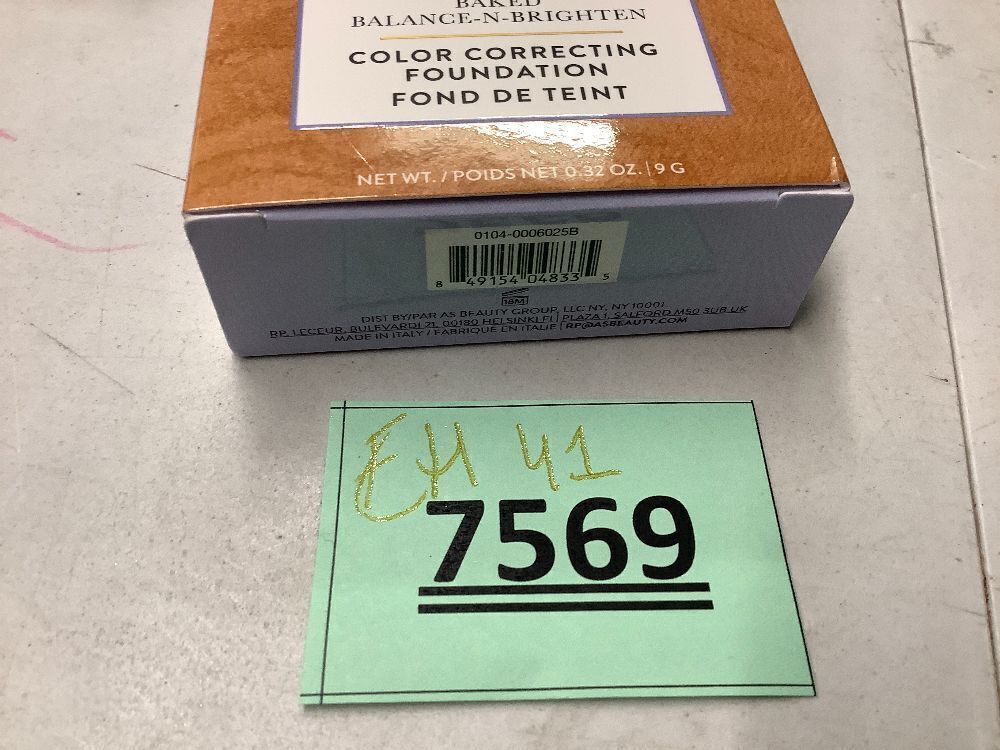 BAKED
BALANCE-N-BRIGHTEN
COLOR CORRECTING
FOUNDATION
FOND DE TEINT
NET WT. / POIDS NET 0.32 OZ. | 9 G
0104-0006025B
8 49154 04833 5
18M
DIST BY/PAR AS BEAUTY GROUP, LLC NY, NY 10001
RP, LECEUR, BULEVARDI 21, 00180 HELSINKI, FI | PLAZA 1, SALFORD M50 3UB UK
MADE IN ITALY / FABRIQUÉ EN ITALIE | RP@ASBEAUTY.COM
EH 41
7569